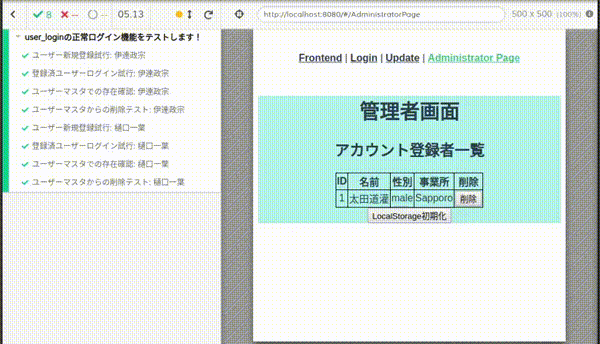 8 -- -- 05.13 http://localhost:8080/#/AdministratorPage 500 x 500 (100%)
user_loginの正常ログイン機能をテストします！
ユーザー新規登録試行: 伊達政宗
登録済ユーザーログイン試行: 伊達政宗
ユーザーマスタでの存在確認: 伊達政宗
ユーザーマスタからの削除テスト: 伊達政宗
ユーザー新規登録試行: 樋口一葉
登録済ユーザーログイン試行: 樋口一葉
ユーザーマスタでの存在確認: 樋口一葉
ユーザーマスタからの削除テスト: 樋口一葉
Frontend | Login | Update | Administrator Page
管理者画面
アカウント登録者一覧
ID 名前 性別 事業所 削除
1 太田道灌 male Sapporo 削除
LocalStorage初期化